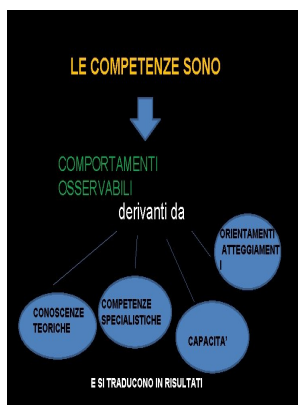 LE COMPETENZE SONO
COMPORTAMENTI
OSSERVABILI
derivanti da
ORIENTAMENTI
ATTEGGIAMENT
I
CONOSCENZE
TEORICHE
COMPETENZE
SPECIALISTICHE
CAPACITA'
E SI TRADUCONO IN RISULTATI